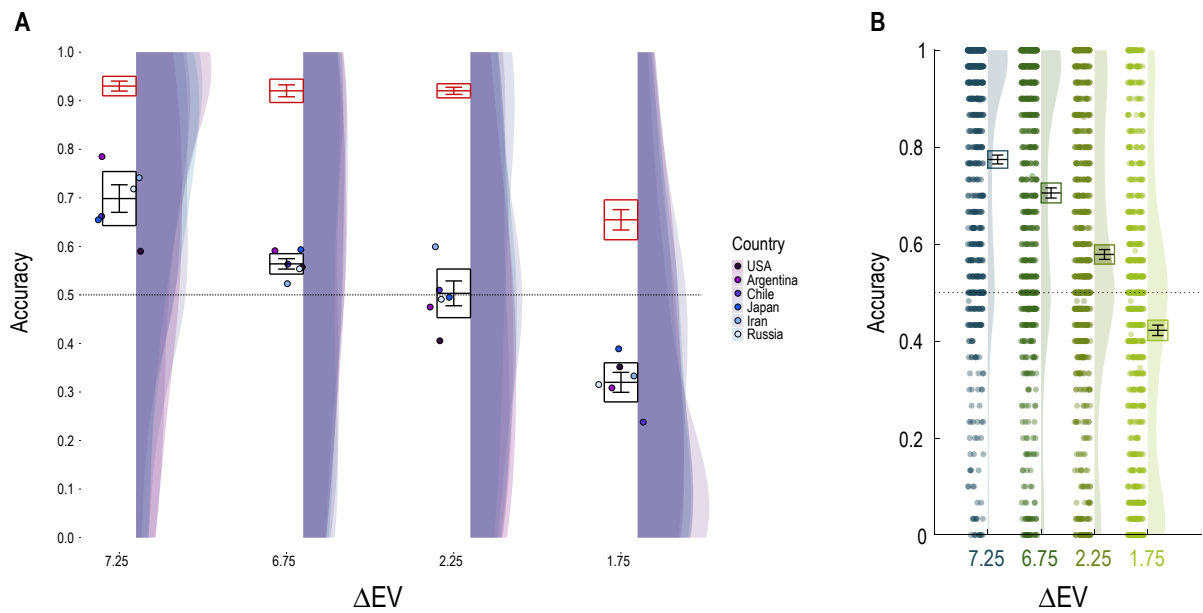 A
1.0
0.9
0.8
0.7
0.6
0.5
0.4
0.3
0.2
0.1
0.0
Accuracy
7.25
6.75
2.25
1.75
ΔEV
Country
USA
Argentina
Chile
Japan
Iran
Russia
B
1
0.8
0.6
0.4
0.2
0
Accuracy
7.25
6.75
2.25
1.75
ΔEV